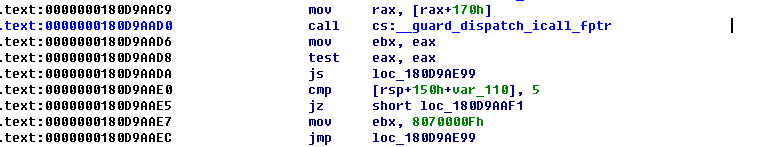 .text:0000000180D9AAC9 mov rax, [rax+170h]
.text:0000000180D9AAD0 call cs:__guard_dispatch_icall_fptr
.text:0000000180D9AAD6 mov ebx, eax
.text:0000000180D9AAD8 test eax, eax
.text:0000000180D9AADA js loc_180D9AE99
.text:0000000180D9AAE0 cmp [rsp+150h+var_110], 5
.text:0000000180D9AAE5 jz short loc_180D9AAF1
.text:0000000180D9AAE7 mov ebx, 8070000Fh
.text:0000000180D9AAEC jmp loc_180D9AE99